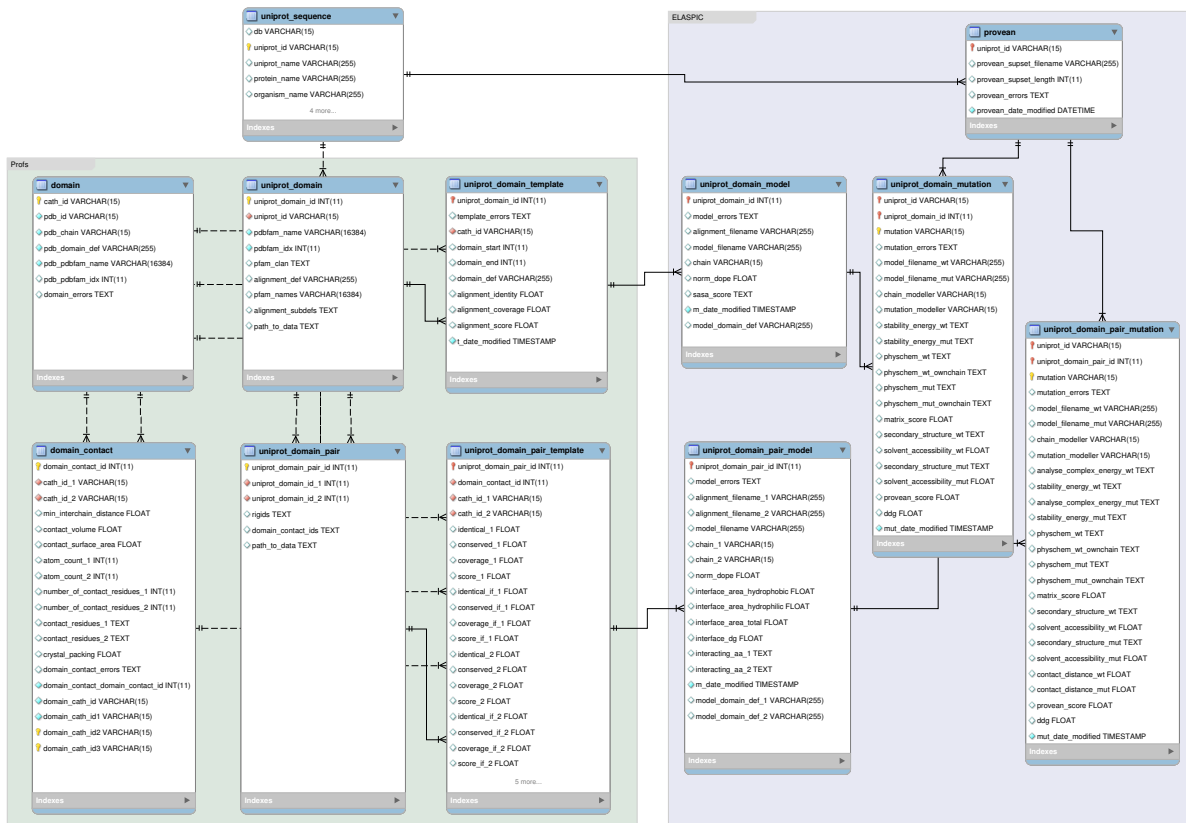 uniprot_sequence
db VARCHAR(15)
uniprot_id VARCHAR(15)
uniprot_name VARCHAR(255)
protein_name VARCHAR(255)
organism_name VARCHAR(255)
4 more...
Indexes
ELASPIC
provean
uniprot_id VARCHAR(15)
provean_supset_filename VARCHAR(255)
provean_supset_length INT(11)
provean_errors TEXT
provean_date_modified DATETIME
Indexes
Profs
domain
cath_id VARCHAR(15)
pdb_id VARCHAR(15)
pdb_chain VARCHAR(15)
pdb_domain_def VARCHAR(255)
pdb_pdbfam_name VARCHAR(16384)
pdb_pdbfam_idx INT(11)
domain_errors TEXT
Indexes
uniprot_domain
uniprot_domain_id INT(11)
uniprot_id VARCHAR(15)
pdbfam_name VARCHAR(16384)
pdbfam_idx INT(11)
pfam_clan TEXT
alignment_def VARCHAR(255)
pfam_names VARCHAR(16384)
alignment_subdefs TEXT
path_to_data TEXT
Indexes
uniprot_domain_template
uniprot_domain_id INT(11)
template_errors TEXT
cath_id VARCHAR(15)
domain_start INT(11)
domain_end INT(11)
domain_def VARCHAR(255)
alignment_identity FLOAT
alignment_coverage FLOAT
alignment_score FLOAT
t_date_modified TIMESTAMP
Indexes
uniprot_domain_model
uniprot_domain_id INT(11)
model_errors TEXT
alignment_filename VARCHAR(255)
model_filename VARCHAR(255)
chain VARCHAR(15)
norm_dope FLOAT
sasa_score TEXT
m_date_modified TIMESTAMP
model_domain_def VARCHAR(255)
Indexes
uniprot_domain_mutation
uniprot_id VARCHAR(15)
uniprot_domain_id INT(11)
mutation VARCHAR(15)
mutation_errors TEXT
model_filename_wt VARCHAR(255)
model_filename_mut VARCHAR(255)
chain_modeller VARCHAR(15)
mutation_modeller VARCHAR(15)
stability_energy_wt TEXT
stability_energy_mut TEXT
physchem_wt TEXT
physchem_wt_ownchain TEXT
physchem_mut TEXT
physchem_mut_ownchain TEXT
matrix_score FLOAT
secondary_structure_wt TEXT
solvent_accessibility_wt FLOAT
secondary_structure_mut TEXT
solvent_accessibility_mut FLOAT
provean_score FLOAT
ddg FLOAT
mut_date_modified TIMESTAMP
Indexes
uniprot_domain_pair_mutation
uniprot_id VARCHAR(15)
uniprot_domain_pair_id INT(11)
mutation VARCHAR(15)
mutation_errors TEXT
model_filename_wt VARCHAR(255)
model_filename_mut VARCHAR(255)
chain_modeller VARCHAR(15)
mutation_modeller VARCHAR(15)
analyse_complex_energy_wt TEXT
stability_energy_wt TEXT
analyse_complex_energy_mut TEXT
stability_energy_mut TEXT
physchem_wt TEXT
physchem_wt_ownchain TEXT
physchem_mut TEXT
physchem_mut_ownchain TEXT
matrix_score FLOAT
secondary_structure_wt TEXT
solvent_accessibility_wt FLOAT
secondary_structure_mut TEXT
solvent_accessibility_mut FLOAT
contact_distance_wt FLOAT
contact_distance_mut FLOAT
provean_score FLOAT
ddg FLOAT
mut_date_modified TIMESTAMP
Indexes
domain_contact
domain_contact_id INT(11)
cath_id_1 VARCHAR(15)
cath_id_2 VARCHAR(15)
min_interchain_distance FLOAT
contact_volume FLOAT
contact_surface_area FLOAT
atom_count_1 INT(11)
atom_count_2 INT(11)
number_of_contact_residues_1 INT(11)
number_of_contact_residues_2 INT(11)
contact_residues_1 TEXT
contact_residues_2 TEXT
crystal_packing FLOAT
domain_contact_errors TEXT
domain_contact_domain_contact_id INT(11)
domain_cath_id VARCHAR(15)
domain_cath_id1 VARCHAR(15)
domain_cath_id2 VARCHAR(15)
domain_cath_id3 VARCHAR(15)
Indexes
uniprot_domain_pair
uniprot_domain_pair_id INT(11)
uniprot_domain_id_1 INT(11)
uniprot_domain_id_2 INT(11)
rigids TEXT
domain_contact_ids TEXT
path_to_data TEXT
Indexes
uniprot_domain_pair_template
uniprot_domain_pair_id INT(11)
domain_contact_id INT(11)
cath_id_1 VARCHAR(15)
cath_id_2 VARCHAR(15)
identical_1 FLOAT
conserved_1 FLOAT
coverage_1 FLOAT
score_1 FLOAT
identical_if_1 FLOAT
conserved_if_1 FLOAT
coverage_if_1 FLOAT
score_if_1 FLOAT
identical_2 FLOAT
conserved_2 FLOAT
coverage_2 FLOAT
score_2 FLOAT
identical_if_2 FLOAT
conserved_if_2 FLOAT
coverage_if_2 FLOAT
score_if_2 FLOAT
5 more...
Indexes
uniprot_domain_pair_model
uniprot_domain_pair_id INT(11)
model_errors TEXT
alignment_filename_1 VARCHAR(255)
alignment_filename_2 VARCHAR(255)
model_filename VARCHAR(255)
chain_1 VARCHAR(15)
chain_2 VARCHAR(15)
norm_dope FLOAT
interface_area_hydrophobic FLOAT
interface_area_hydrophilic FLOAT
interface_area_total FLOAT
interface_dg FLOAT
interacting_aa_1 TEXT
interacting_aa_2 TEXT
m_date_modified TIMESTAMP
model_domain_def_1 VARCHAR(255)
model_domain_def_2 VARCHAR(255)
Indexes